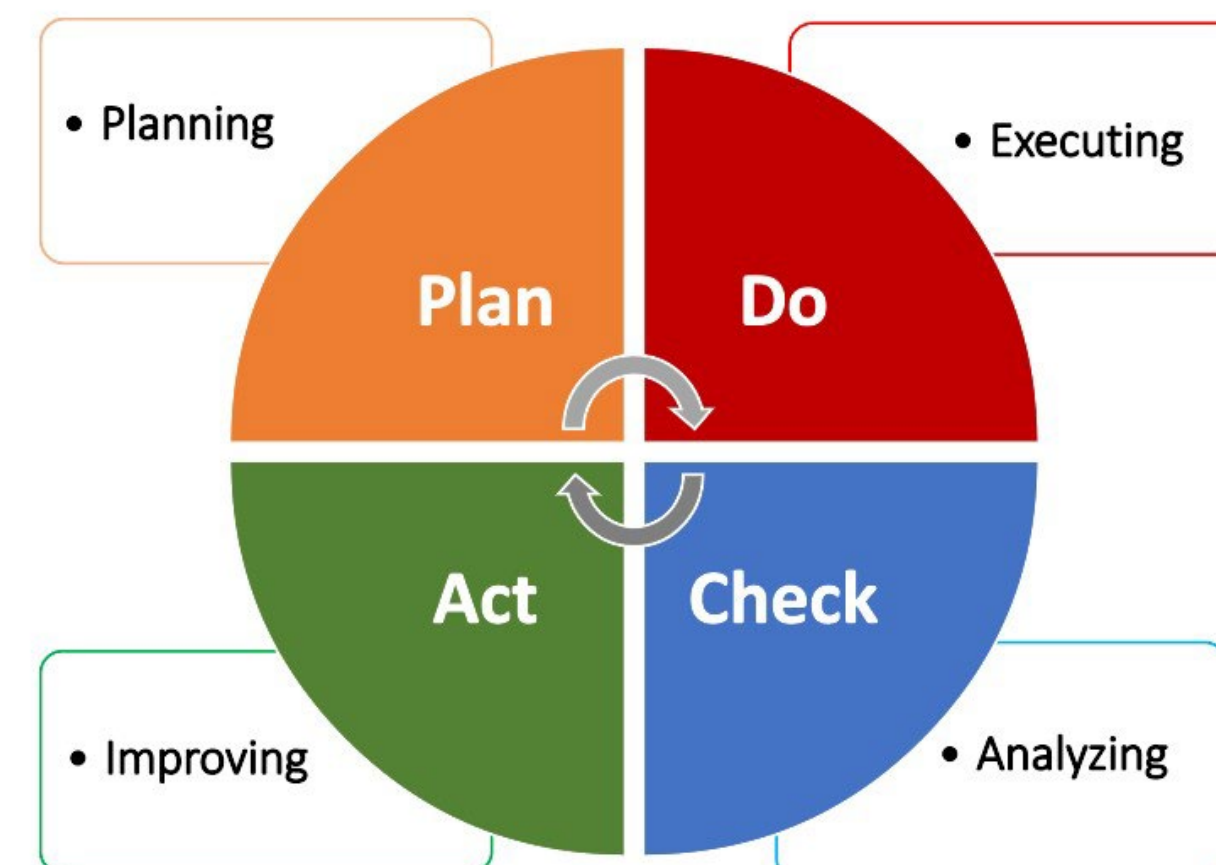 • Planning
• Executing
Plan
Do
Act
Check
• Improving
• Analyzing